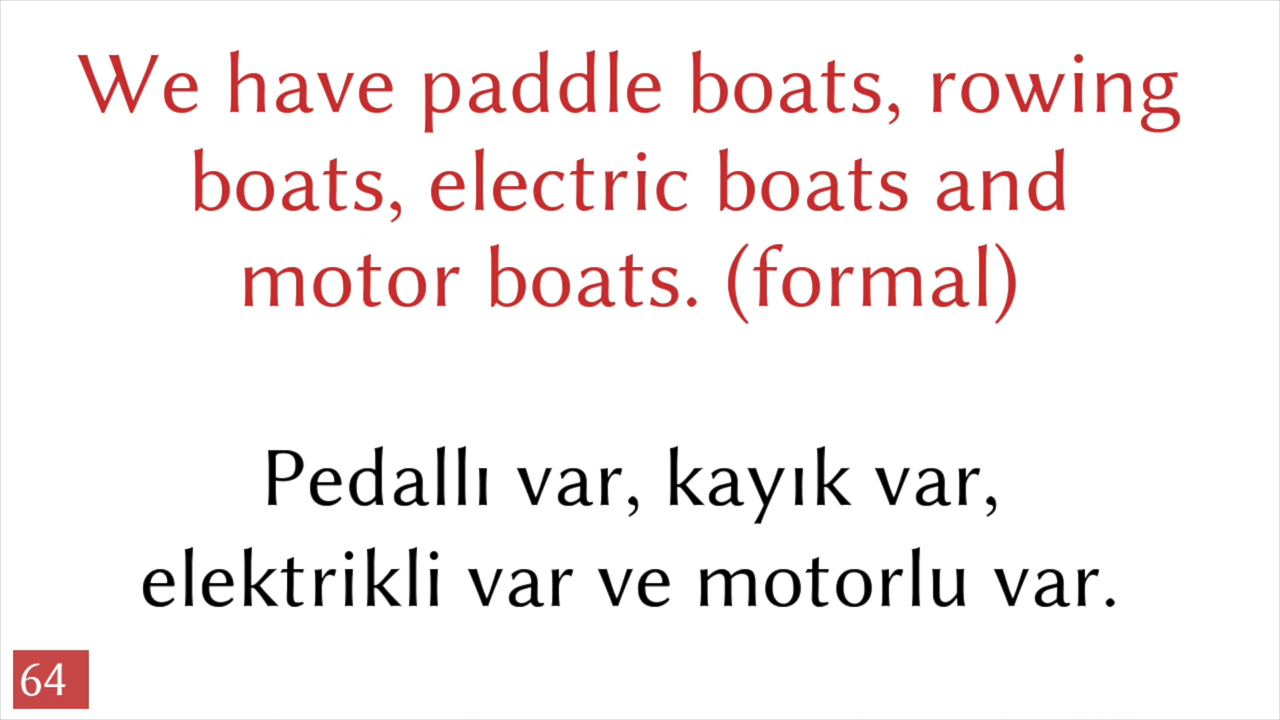 We have paddle boats, rowing
boats, electric boats and
motor boats. (formal)
Pedallı var, kayık var,
elektrikli var ve motorlu var.
64